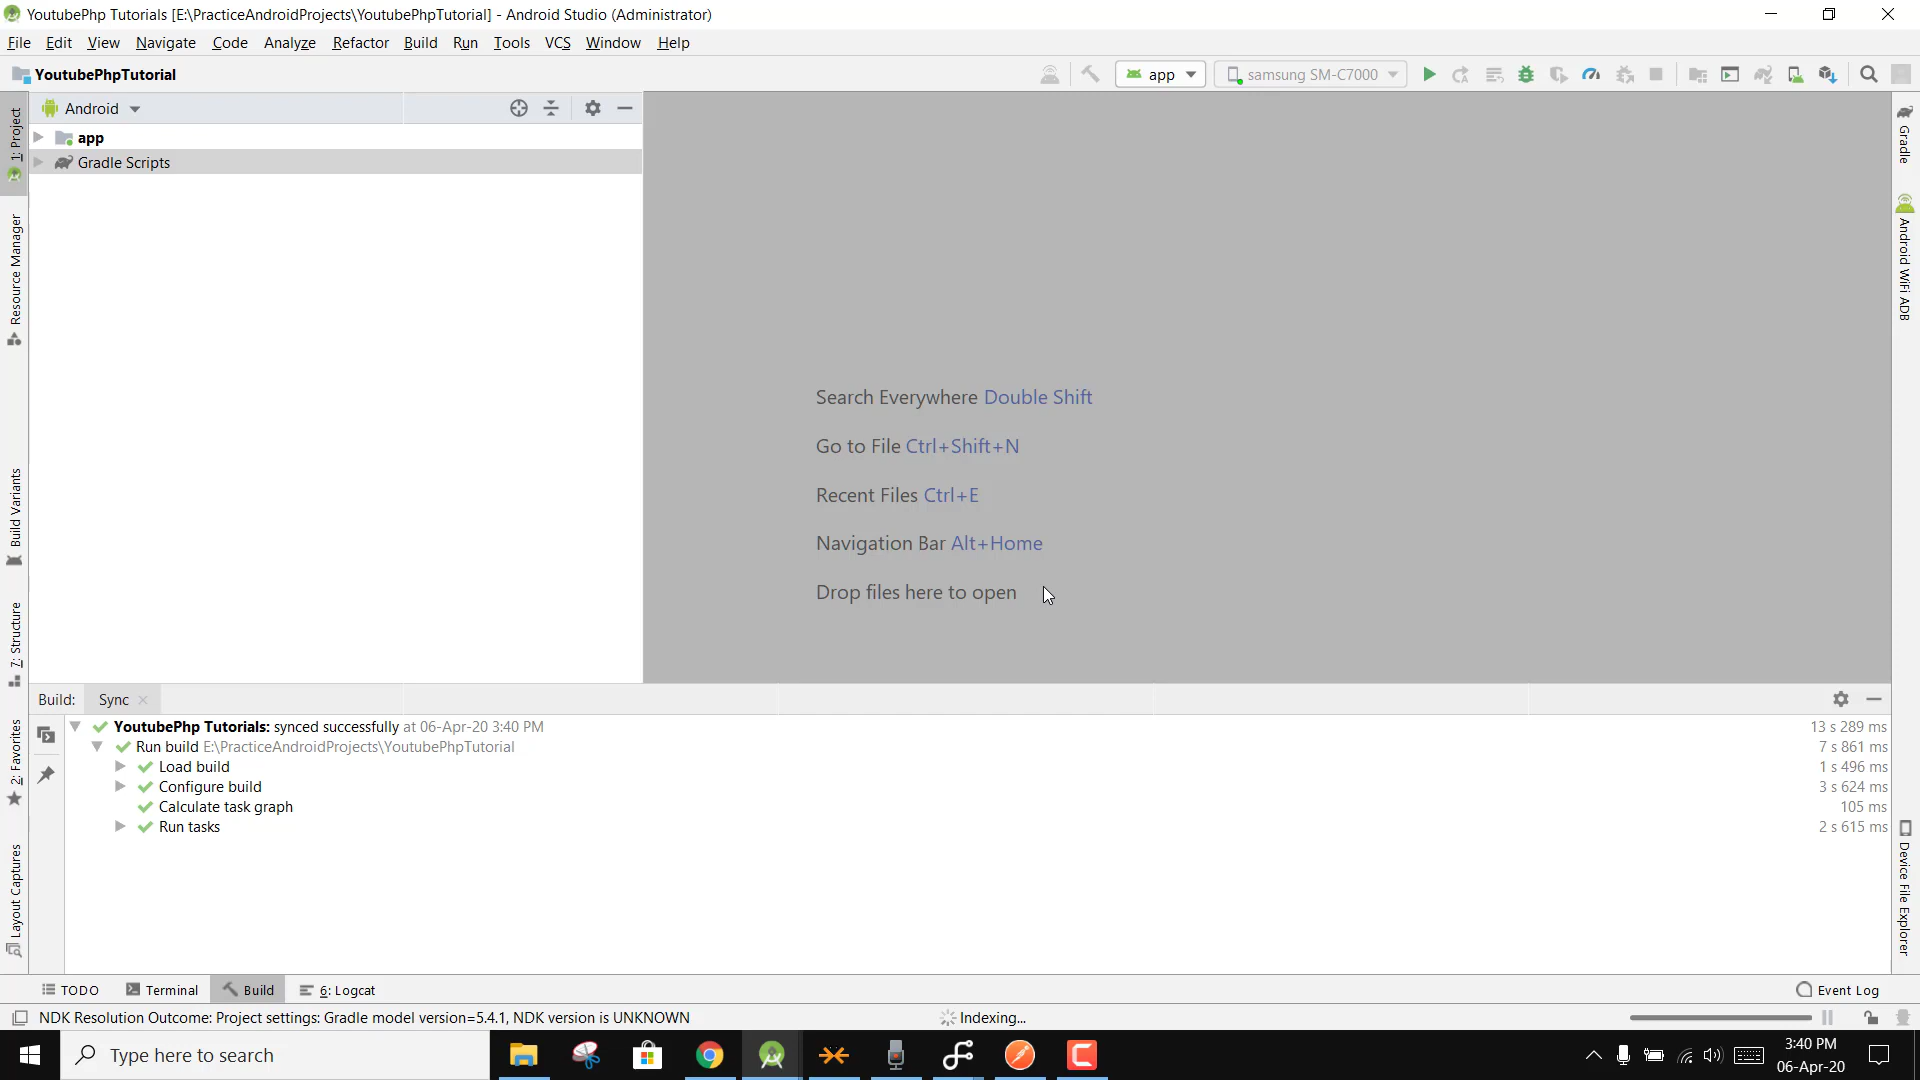 YoutubePhp Tutorials [E:\PracticeAndroidProjects\YoutubePhpTutorial] - Android Studio (Administrator)
File Edit View Navigate Code Analyze Refactor Build Run Tools VCS Window Help
YoutubePhpTutorial
app
samsung SM-C7000
Android
app
Gradle Scripts
1: Project
Resource Manager
Build Variants
7: Structure
2: Favorites
Layout Captures
Gradle
Android WiFi ADB
Device File Explorer
Search Everywhere Double Shift
Go to File Ctrl+Shift+N
Recent Files Ctrl+E
Navigation Bar Alt+Home
Drop files here to open
Build: Sync
YoutubePhp Tutorials: synced successfully at 06-Apr-20 3:40 PM 13 s 289 ms
Run build E:\PracticeAndroidProjects\YoutubePhpTutorial 7 s 861 ms
Load build 1 s 496 ms
Configure build 3 s 624 ms
Calculate task graph 105 ms
Run tasks 2 s 615 ms
TODO Terminal Build 6: Logcat Event Log
NDK Resolution Outcome: Project settings: Gradle model version=5.4.1, NDK version is UNKNOWN Indexing...
Type here to search
3:40 PM
06-Apr-20